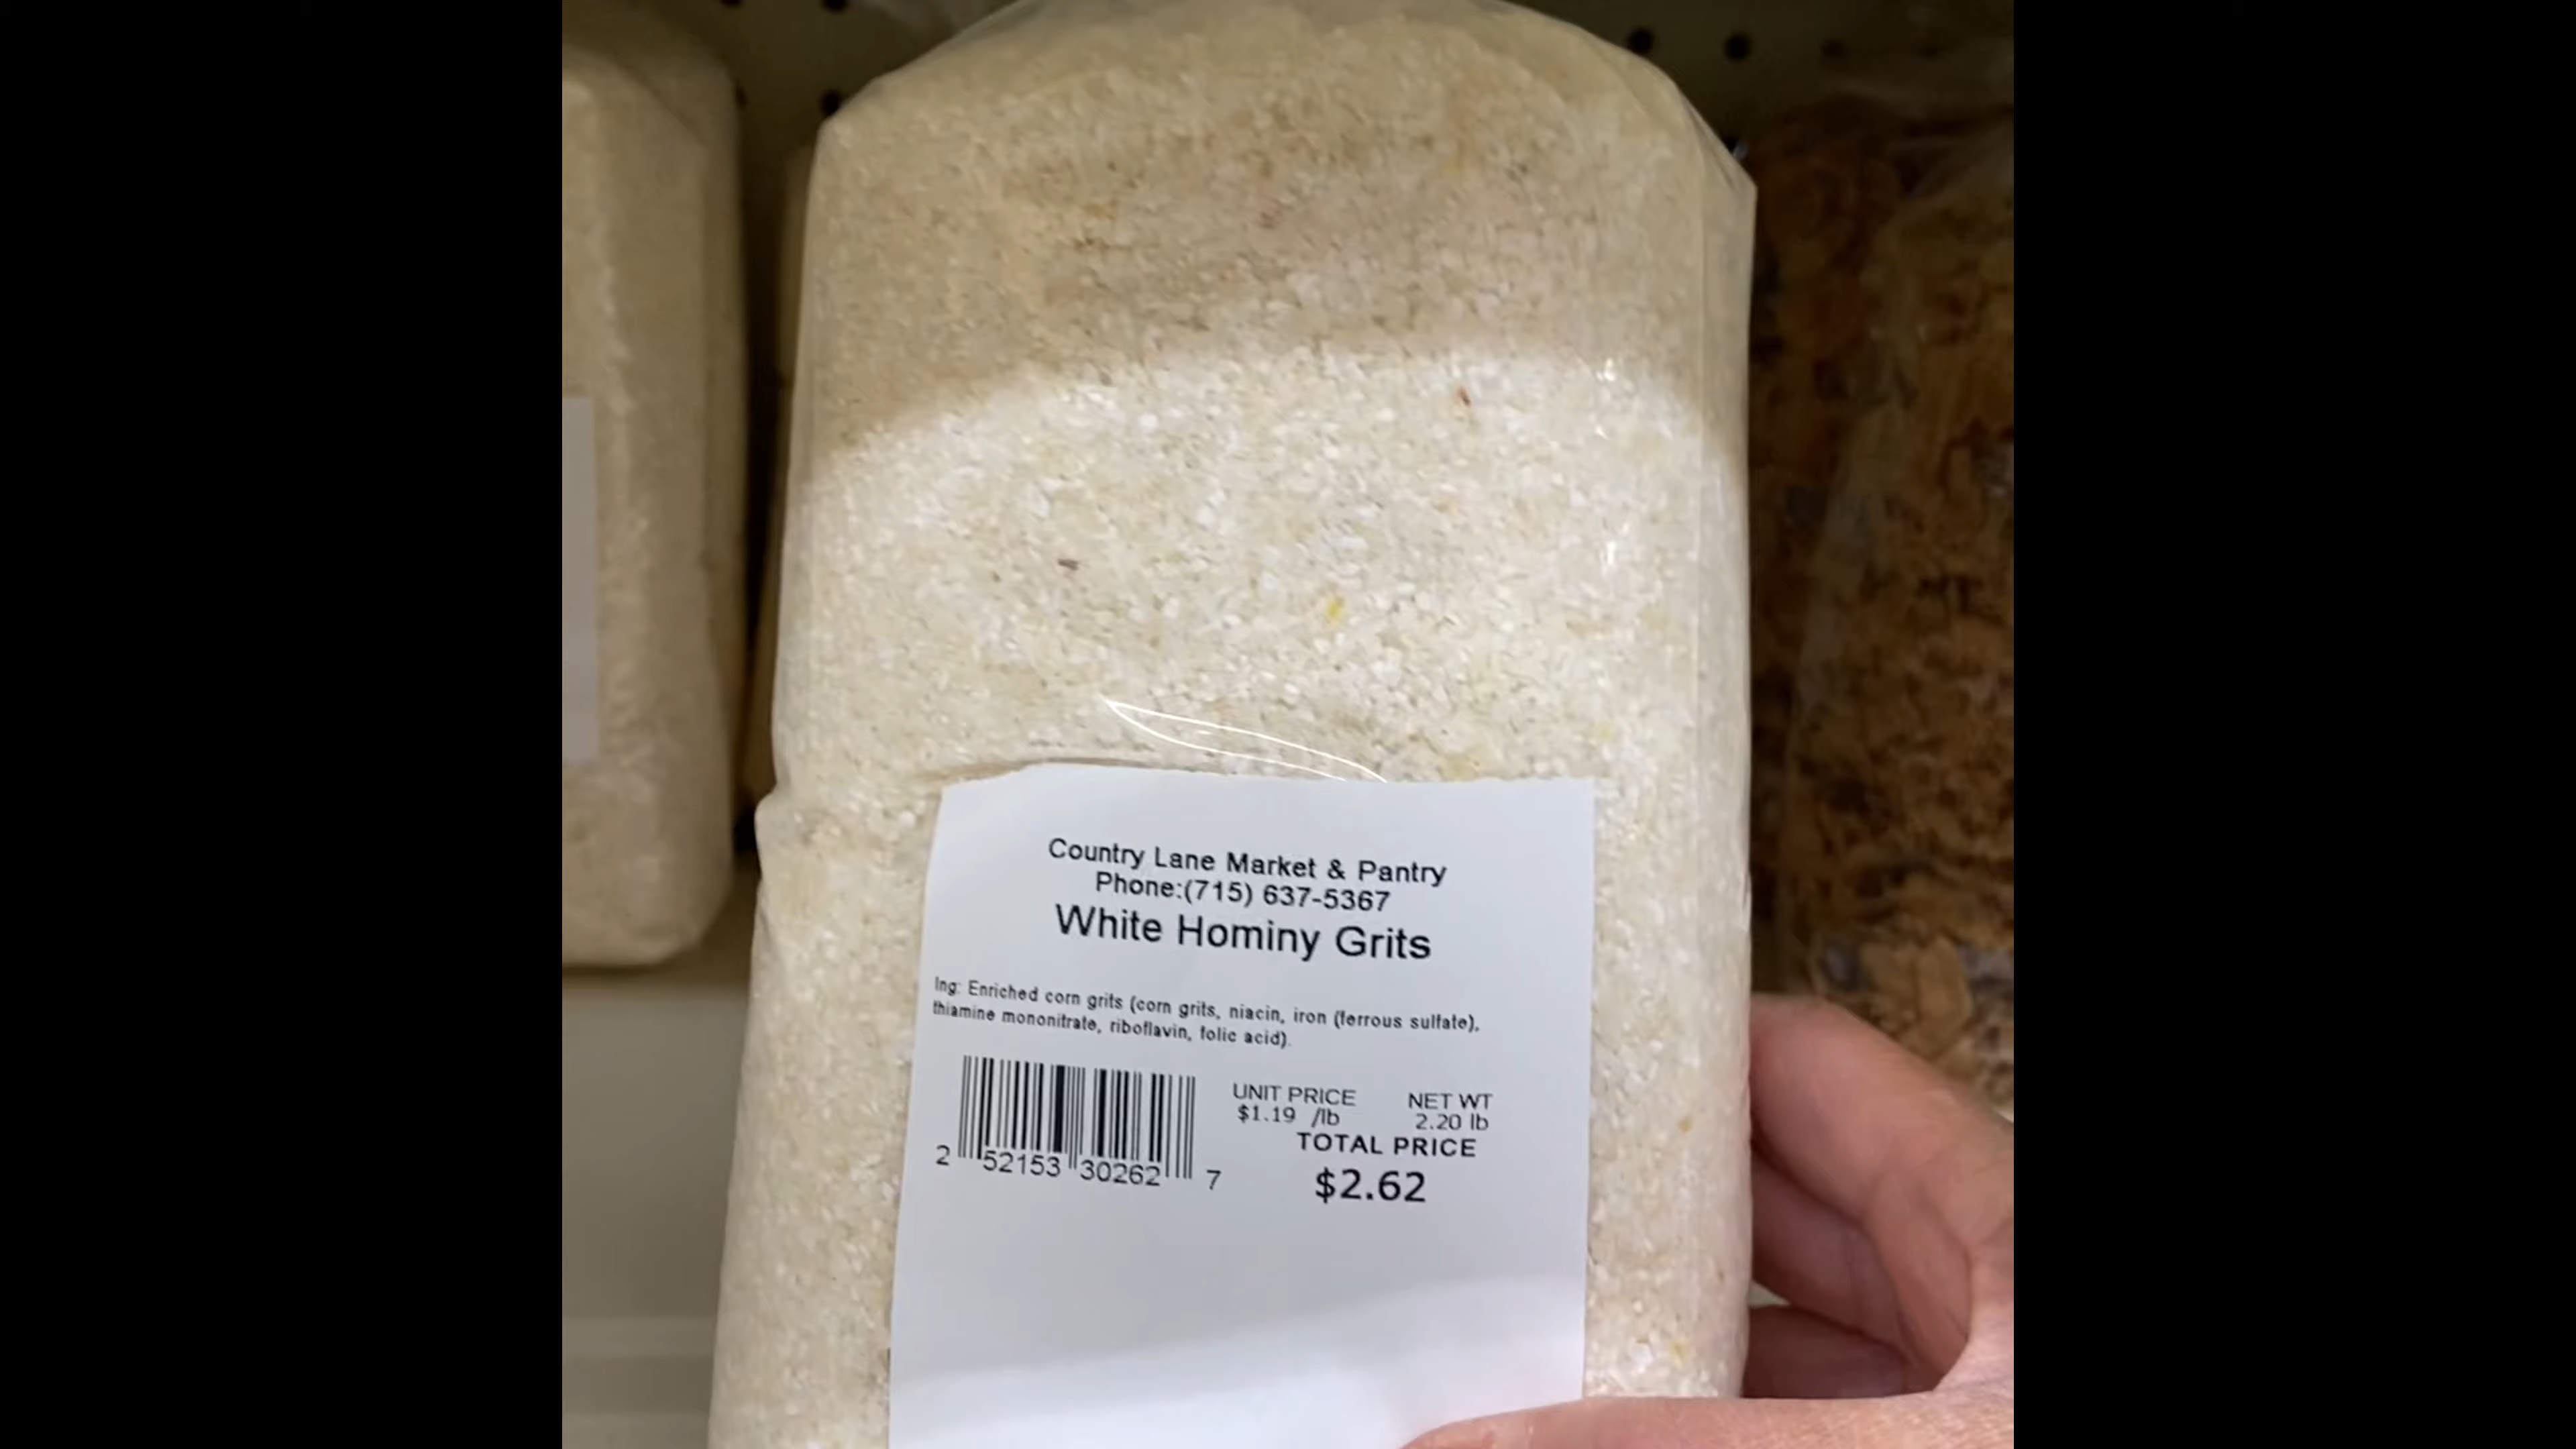 Country Lane Market & Pantry
Phone:(715) 637-5367
White Hominy Grits
Ing: Enriched corn grits (corn grits, niacin, iron (ferrous sulfate),
thiamine mononitrate, riboflavin, folic acid).
UNIT PRICE NET WT
$1.19 /lb 2.20 lb
TOTAL PRICE
$2.62
2 52153 30262 7